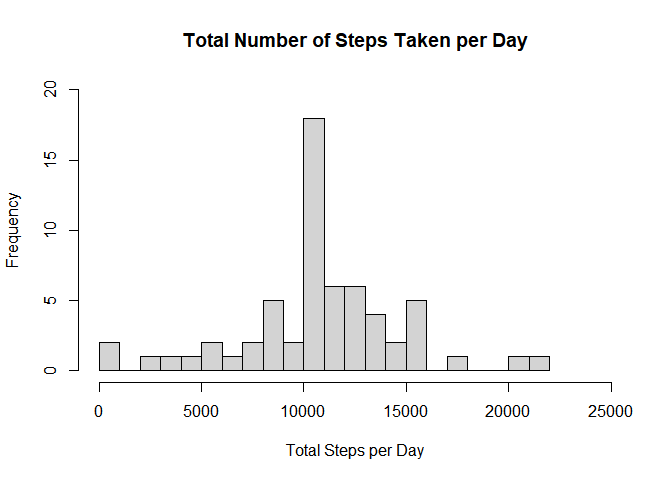 Total Number of Steps Taken per Day
20
15
10
5
0
Frequency
0 5000 10000 15000 20000 25000
Total Steps per Day